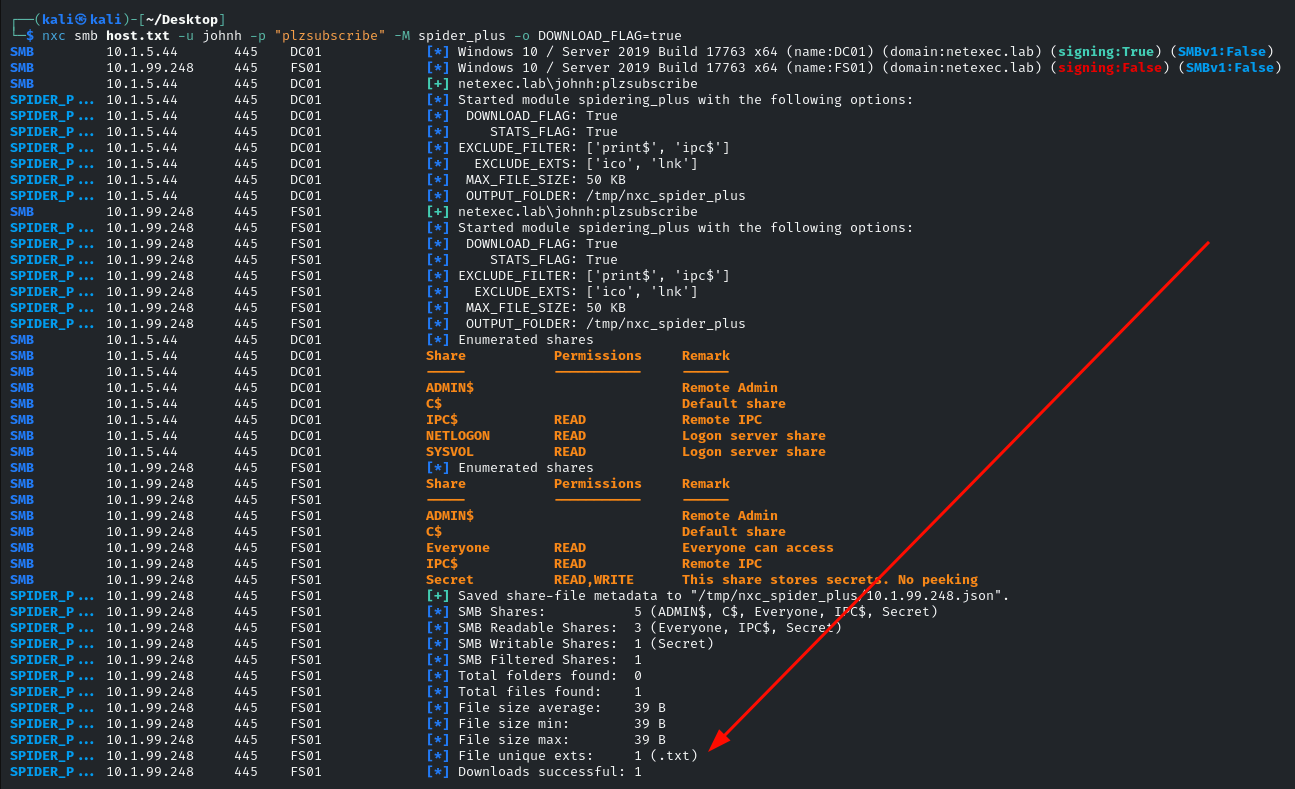 ┌──(kali㉿kali)-[~/Desktop]
└─$ nxc smb host.txt -u johnh -p "plzsubscribe" -M spider_plus -o DOWNLOAD_FLAG=true
SMB 10.1.5.44 445 DC01 [*] Windows 10 / Server 2019 Build 17763 x64 (name:DC01) (domain:netexec.lab) (signing:True) (SMBv1:False)
SMB 10.1.99.248 445 FS01 [*] Windows 10 / Server 2019 Build 17763 x64 (name:FS01) (domain:netexec.lab) (signing:False) (SMBv1:False)
SMB 10.1.5.44 445 DC01 [+] netexec.lab\johnh:plzsubscribe
SPIDER_P... 10.1.5.44 445 DC01 [*] Started module spidering_plus with the following options:
SPIDER_P... 10.1.5.44 445 DC01 [*] DOWNLOAD_FLAG: True
SPIDER_P... 10.1.5.44 445 DC01 [*] STATS_FLAG: True
SPIDER_P... 10.1.5.44 445 DC01 [*] EXCLUDE_FILTER: ['print$', 'ipc$']
SPIDER_P... 10.1.5.44 445 DC01 [*] EXCLUDE_EXTS: ['ico', 'lnk']
SPIDER_P... 10.1.5.44 445 DC01 [*] MAX_FILE_SIZE: 50 KB
SPIDER_P... 10.1.5.44 445 DC01 [*] OUTPUT_FOLDER: /tmp/nxc_spider_plus
SMB 10.1.99.248 445 FS01 [+] netexec.lab\johnh:plzsubscribe
SPIDER_P... 10.1.99.248 445 FS01 [*] Started module spidering_plus with the following options:
SPIDER_P... 10.1.99.248 445 FS01 [*] DOWNLOAD_FLAG: True
SPIDER_P... 10.1.99.248 445 FS01 [*] STATS_FLAG: True
SPIDER_P... 10.1.99.248 445 FS01 [*] EXCLUDE_FILTER: ['print$', 'ipc$']
SPIDER_P... 10.1.99.248 445 FS01 [*] EXCLUDE_EXTS: ['ico', 'lnk']
SPIDER_P... 10.1.99.248 445 FS01 [*] MAX_FILE_SIZE: 50 KB
SPIDER_P... 10.1.99.248 445 FS01 [*] OUTPUT_FOLDER: /tmp/nxc_spider_plus
SMB 10.1.5.44 445 DC01 [*] Enumerated shares
SMB 10.1.5.44 445 DC01 Share Permissions Remark
SMB 10.1.5.44 445 DC01 ----- ----------- ------
SMB 10.1.5.44 445 DC01 ADMIN$ Remote Admin
SMB 10.1.5.44 445 DC01 C$ Default share
SMB 10.1.5.44 445 DC01 IPC$ READ Remote IPC
SMB 10.1.5.44 445 DC01 NETLOGON READ Logon server share
SMB 10.1.5.44 445 DC01 SYSVOL READ Logon server share
SMB 10.1.99.248 445 FS01 [*] Enumerated shares
SMB 10.1.99.248 445 FS01 Share Permissions Remark
SMB 10.1.99.248 445 FS01 ----- ----------- ------
SMB 10.1.99.248 445 FS01 ADMIN$ Remote Admin
SMB 10.1.99.248 445 FS01 C$ Default share
SMB 10.1.99.248 445 FS01 Everyone READ Everyone can access
SMB 10.1.99.248 445 FS01 IPC$ READ Remote IPC
SMB 10.1.99.248 445 FS01 Secret READ,WRITE This share stores secrets. No peeking
SPIDER_P... 10.1.99.248 445 FS01 [+] Saved share-file metadata to "/tmp/nxc_spider_plus/10.1.99.248.json".
SPIDER_P... 10.1.99.248 445 FS01 [*] SMB Shares: 5 (ADMIN$, C$, Everyone, IPC$, Secret)
SPIDER_P... 10.1.99.248 445 FS01 [*] SMB Readable Shares: 3 (Everyone, IPC$, Secret)
SPIDER_P... 10.1.99.248 445 FS01 [*] SMB Writable Shares: 1 (Secret)
SPIDER_P... 10.1.99.248 445 FS01 [*] SMB Filtered Shares: 1
SPIDER_P... 10.1.99.248 445 FS01 [*] Total folders found: 0
SPIDER_P... 10.1.99.248 445 FS01 [*] Total files found: 1
SPIDER_P... 10.1.99.248 445 FS01 [*] File size average: 39 B
SPIDER_P... 10.1.99.248 445 FS01 [*] File size min: 39 B
SPIDER_P... 10.1.99.248 445 FS01 [*] File size max: 39 B
SPIDER_P... 10.1.99.248 445 FS01 [*] File unique exts: 1 (.txt)
SPIDER_P... 10.1.99.248 445 FS01 [*] Downloads successful: 1